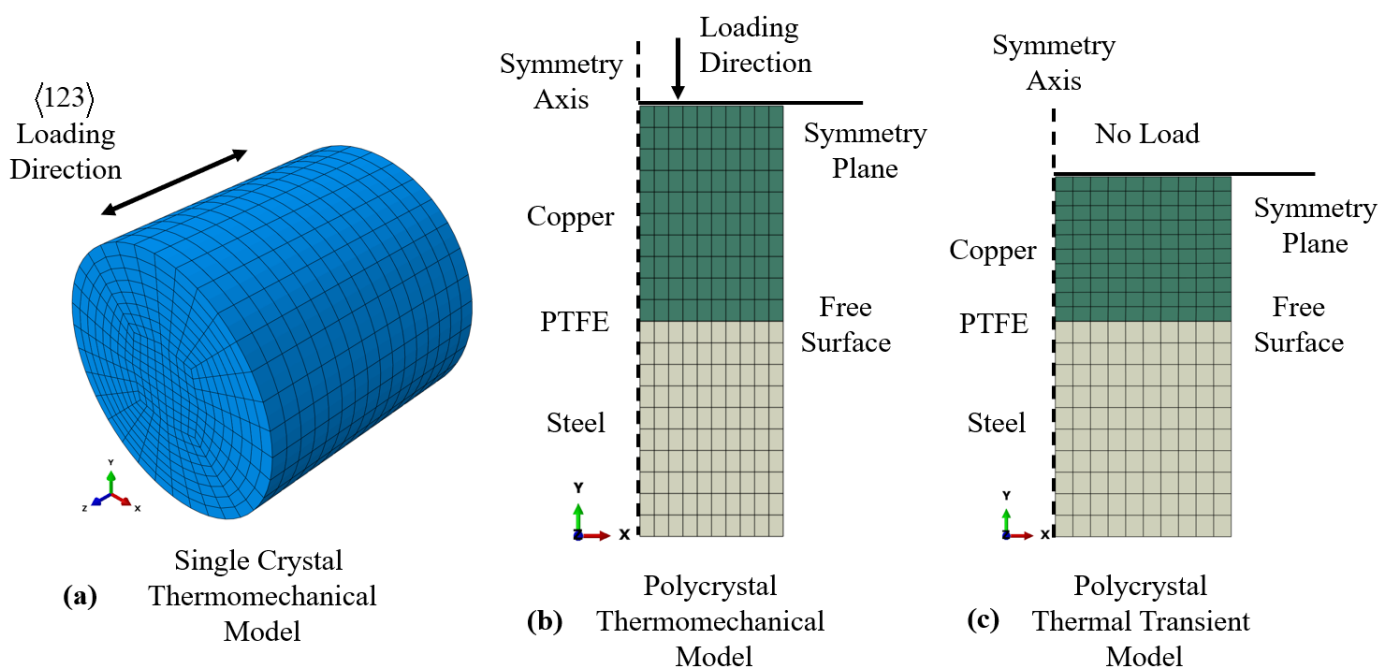 ⟨123⟩
Loading
Direction
Y
Z
X
Single Crystal
Thermomechanical
Model
(a)
Symmetry
Axis
Loading
Direction
Symmetry
Plane
Copper
PTFE
Free
Surface
Steel
Y
Z
X
Polycrystal
Thermomechanical
Model
(b)
Symmetry
Axis
No Load
Symmetry
Plane
Copper
PTFE
Free
Surface
Steel
Y
Z
X
Polycrystal
Thermal Transient
Model
(c)